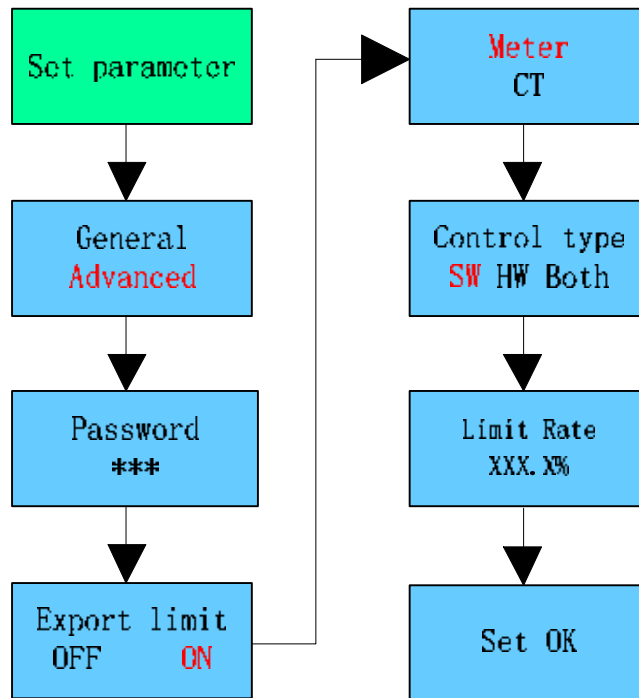 Set parameter
General
Advanced
Password
***
Export limit
OFF ON
Meter
CT
Control type
SW HW Both
Limit Rate
XXX.X%
Set OK